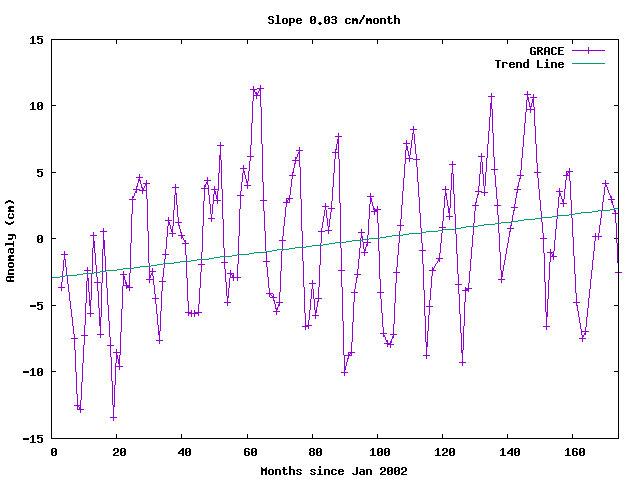 Slope 0.03 cm/month
GRACE
Trend Line
Anomaly (cm)
15
10
5
0
-5
-10
-15
0 20 40 60 80 100 120 140 160
Months since Jan 2002